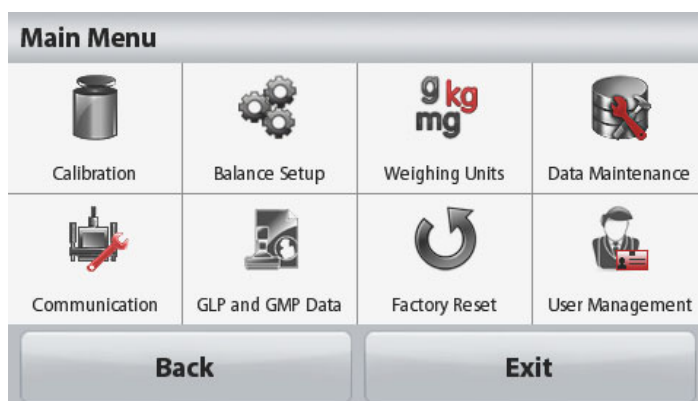 Main Menu
g kg
mg
Calibration
Balance Setup
Weighing Units
Data Maintenance
Communication
GLP and GMP Data
Factory Reset
User Management
Back
Exit